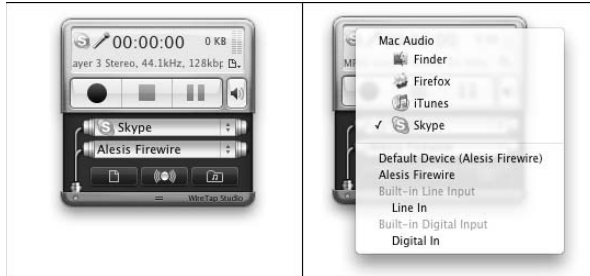 00:00:00 0 KB
ayer 3 Stereo, 44.1kHz, 128kbp
Skype
Alesis Firewire
WireTap Studio
Mac Audio
Finder
Firefox
iTunes
✓ Skype
Default Device (Alesis Firewire)
Alesis Firewire
Built-in Line Input
Line In
Built-in Digital Input
Digital In